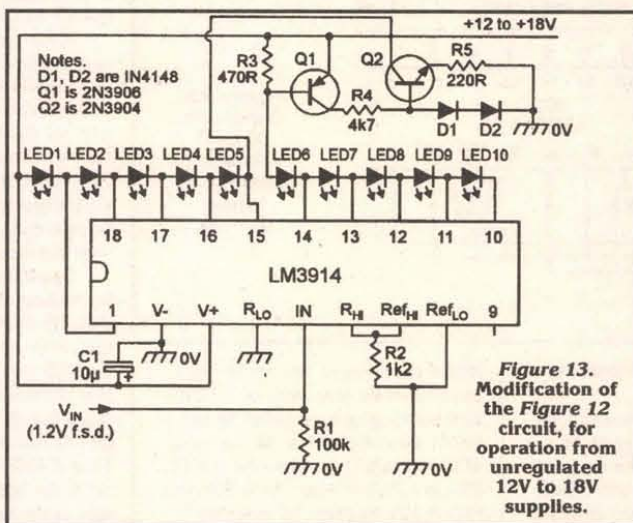 +12 to +18V
Notes.
D1, D2 are IN4148
Q1 is 2N3906
Q2 is 2N3904
R3
470R
Q1
Q2
R5
220R
R4
4k7
D1
D2
0V
LED1
LED2
LED3
LED4
LED5
LED6
LED7
LED8
LED9
LED10
18
17
16
15
14
13
12
11
10
LM3914
1
V-
V+
RLO
IN
RHI
RefHI
RefLO
9
C1
10µ
+
0V
R2
1k2
VIN
(1.2V f.s.d.)
R1
100k
0V
0V
Figure 13.
Modification of
the Figure 12
circuit, for
operation from
unregulated
12V to 18V
supplies.